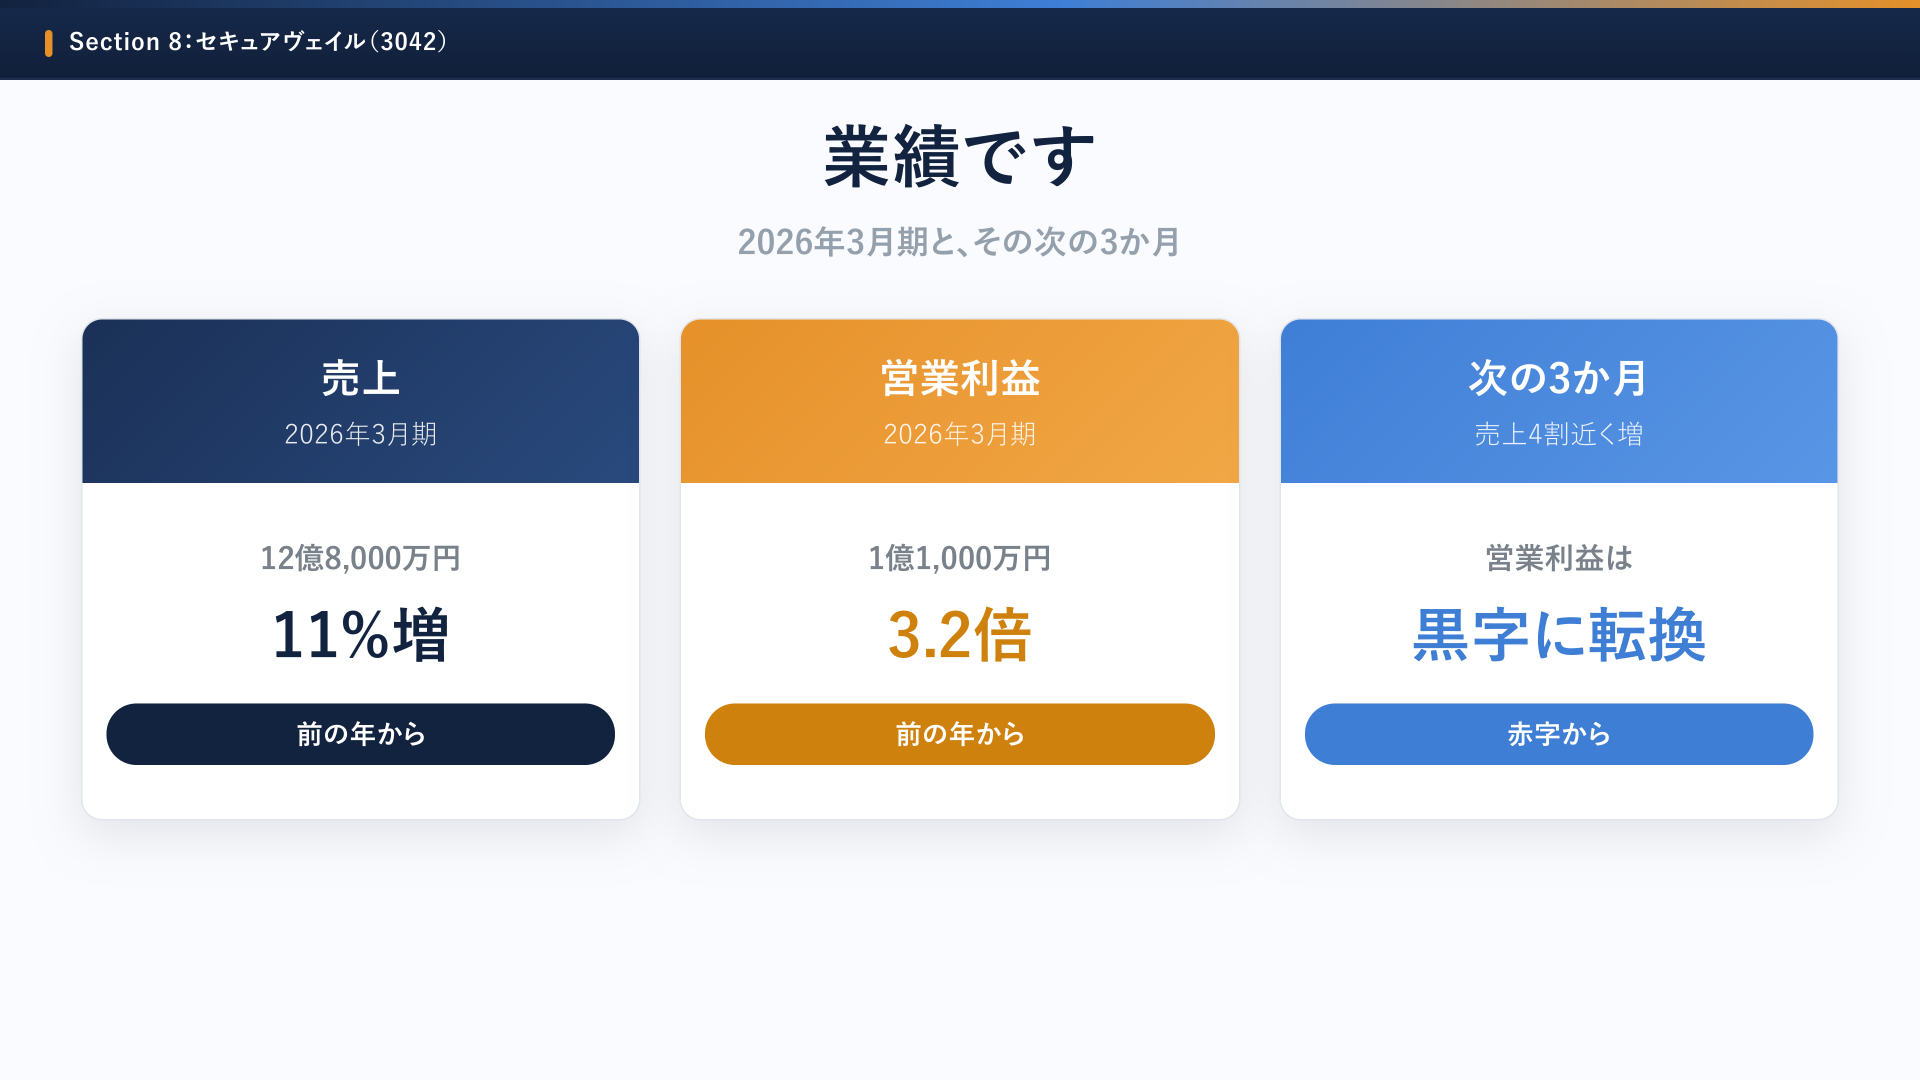 Section 8：セキュアヴェイル（3042）
業績です
2026年3月期と、その次の3か月
売上
2026年3月期
12億8,000万円
11%増
前の年から
営業利益
2026年3月期
1億1,000万円
3.2倍
前の年から
次の3か月
売上4割近く増
営業利益は
黒字に転換
赤字から